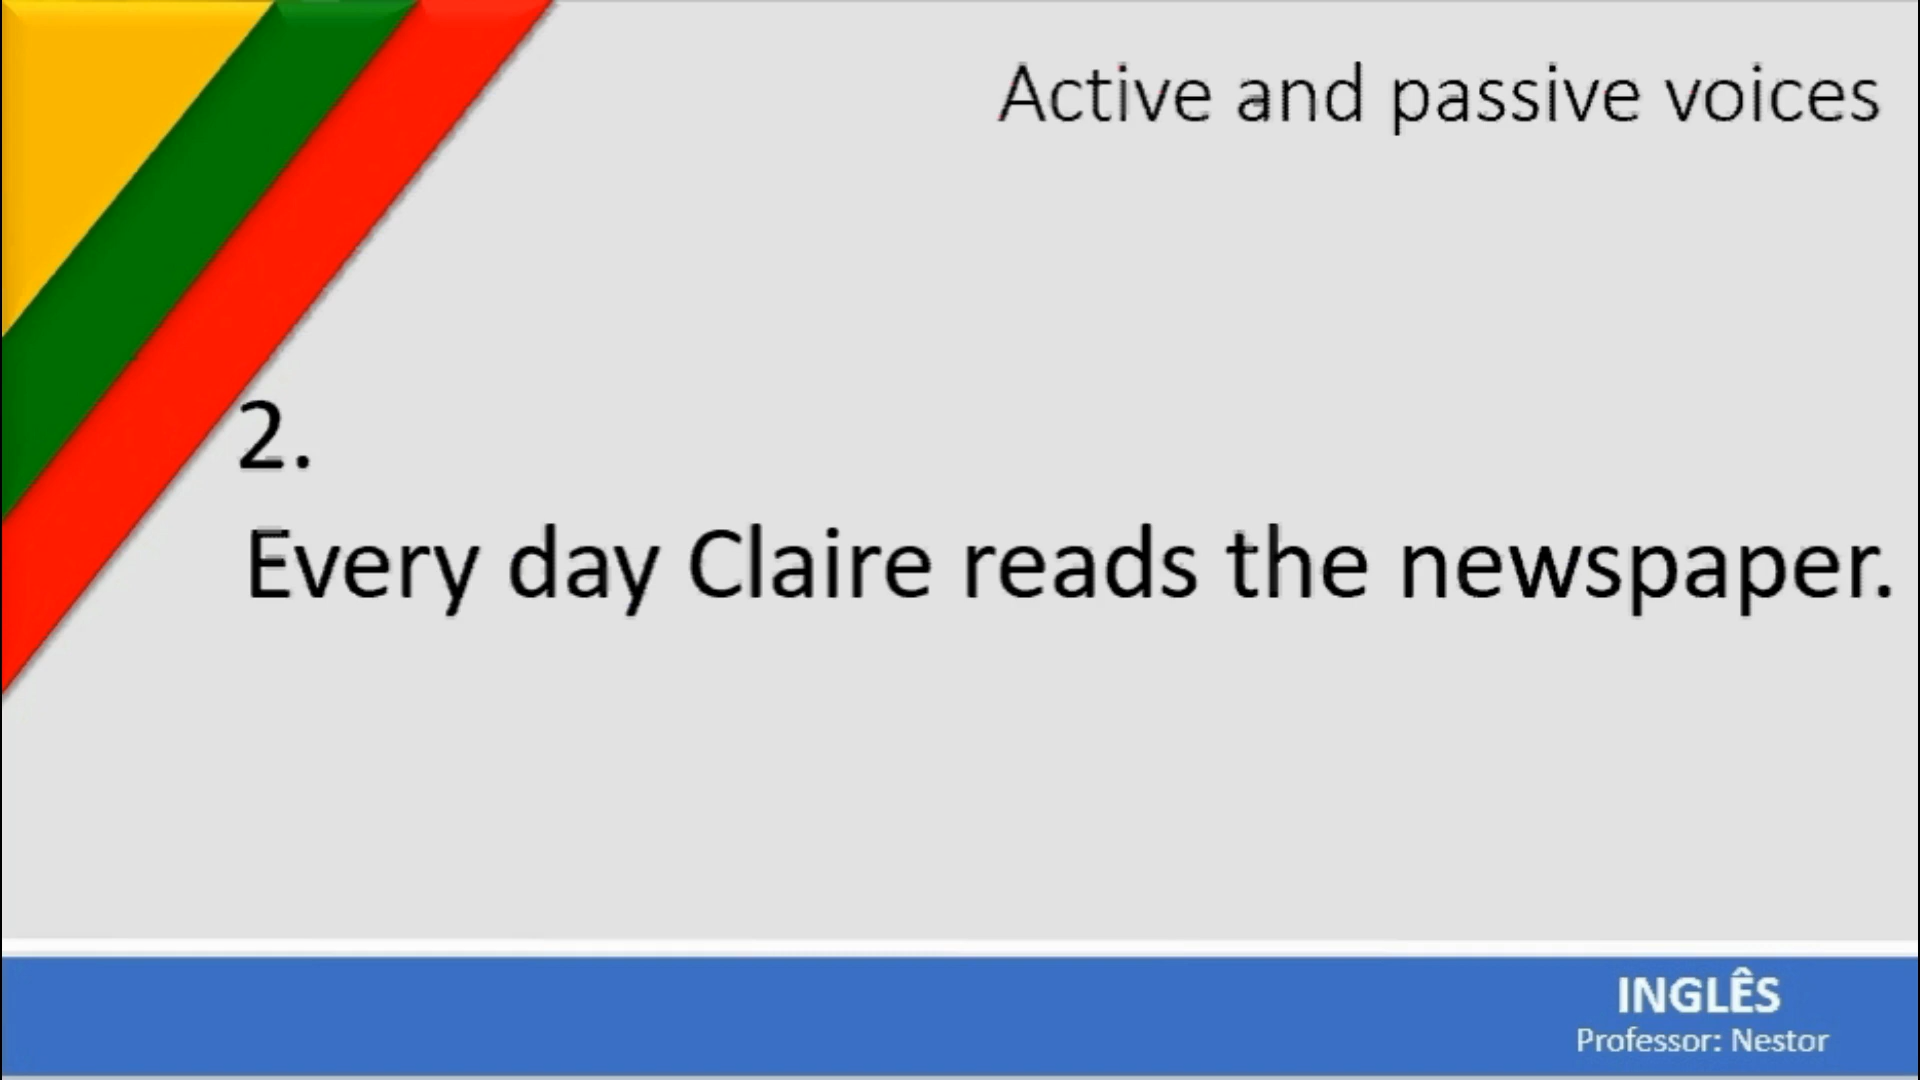 Active and passive voices
2.
Every day Claire reads the newspaper.
INGLÊS
Professor: Nestor